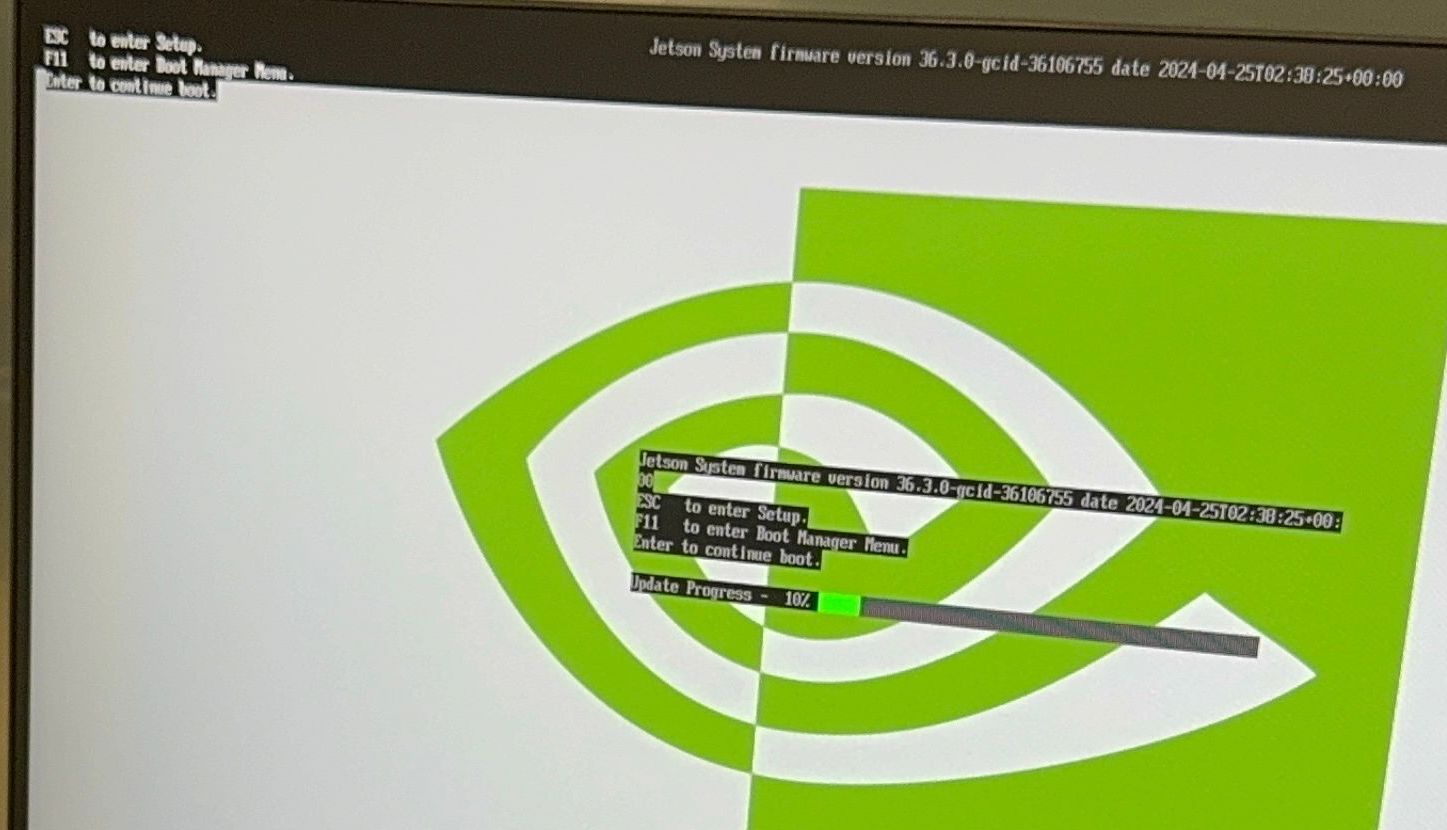 ESC   to enter Setup.
F11   to enter Boot Manager Menu.
Enter to continue boot.
Jetson System firmware version 36.3.0-gcid-36106755 date 2024-04-25T02:38:25+00:00
Jetson System firmware version 36.3.0-gcid-36106755 date 2024-04-25T02:38:25+00:
00
ESC   to enter Setup.
F11   to enter Boot Manager Menu.
Enter to continue boot.
Update Progress -  10%